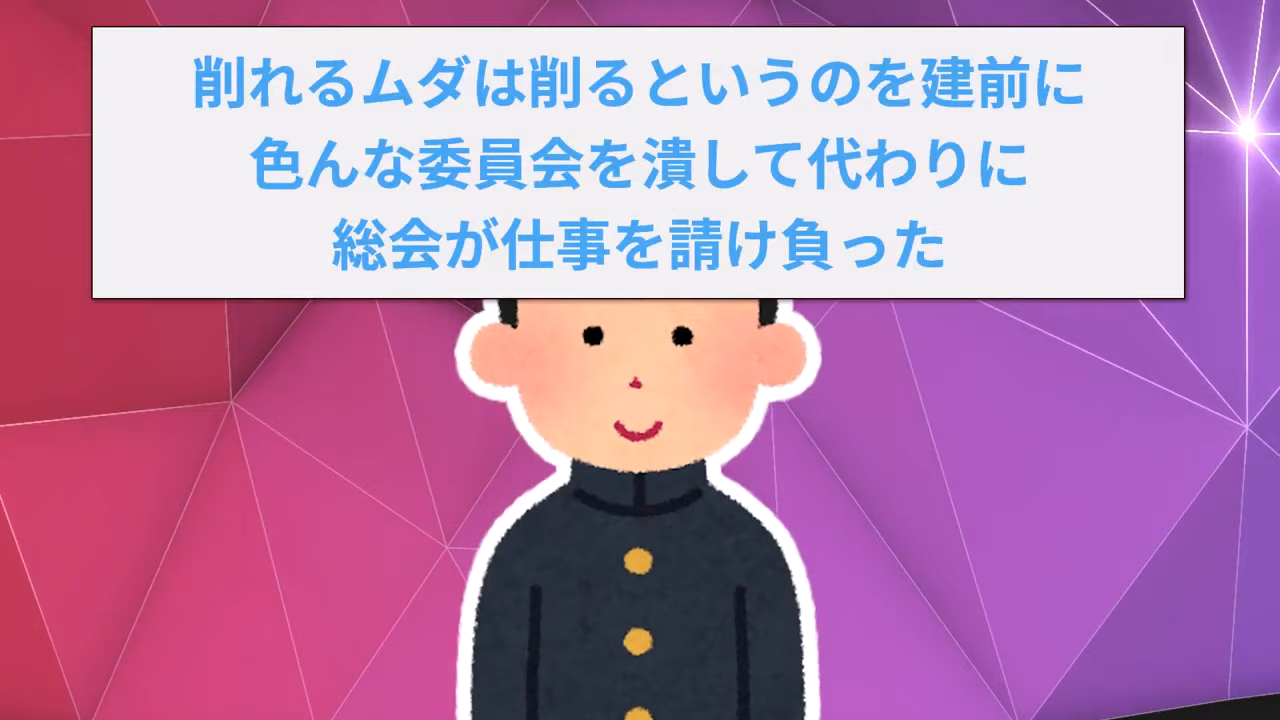 削れるムダは削るというのを建前に
色んな委員会を潰して代わりに
総会が仕事を請け負った